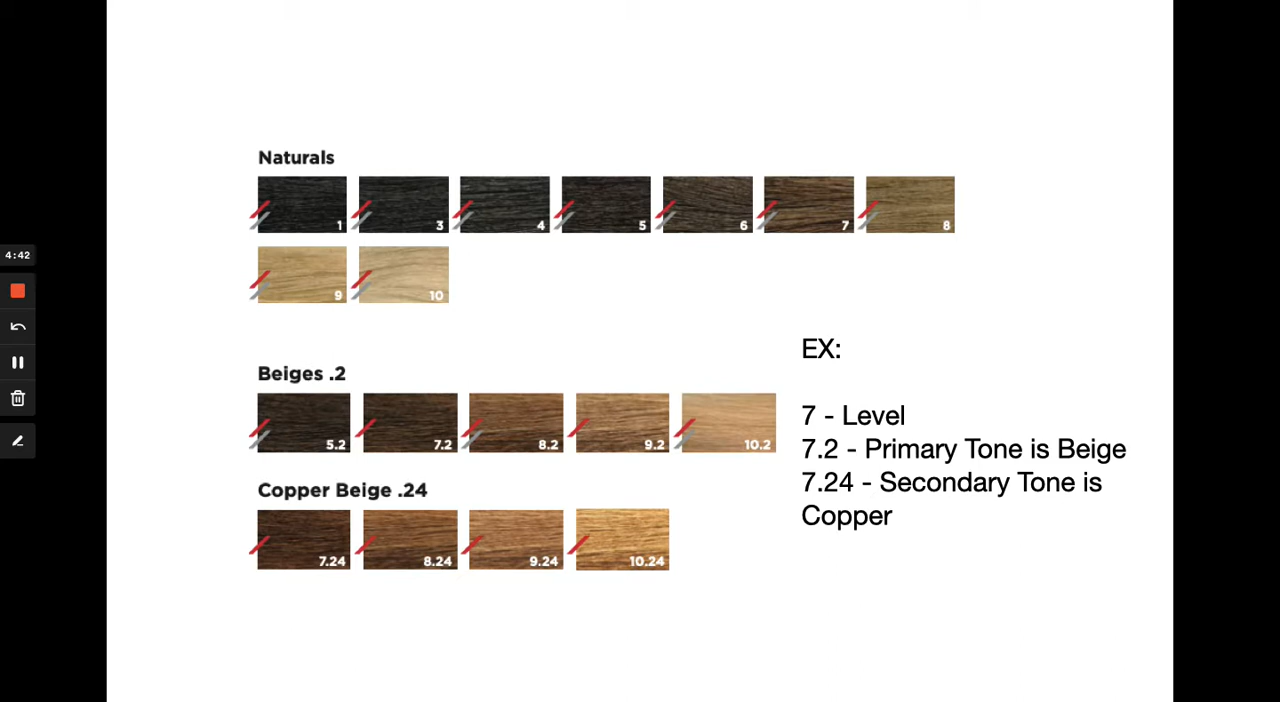 Naturals
1 3 4 5 6 7 8
9 10
4:42
EX:
Beiges .2
7 - Level
5.2 7.2 8.2 9.2 10.2
7.2 - Primary Tone is Beige
Copper Beige .24
7.24 - Secondary Tone is
Copper
7.24 8.24 9.24 10.24